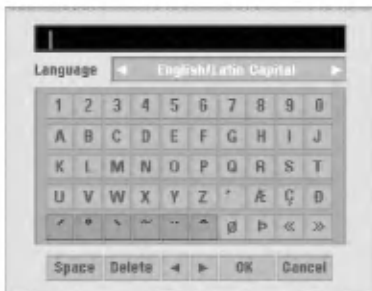 Language ◄ English/Latin Capital ►
1 2 3 4 5 6 7 8 9 0
A B C D E F G H I J
K L M N O P Q R S T
U V W X Y Z Æ Ç Ð
~ ¨ ø Þ « »
Space Delete ◄ ► OK Cancel